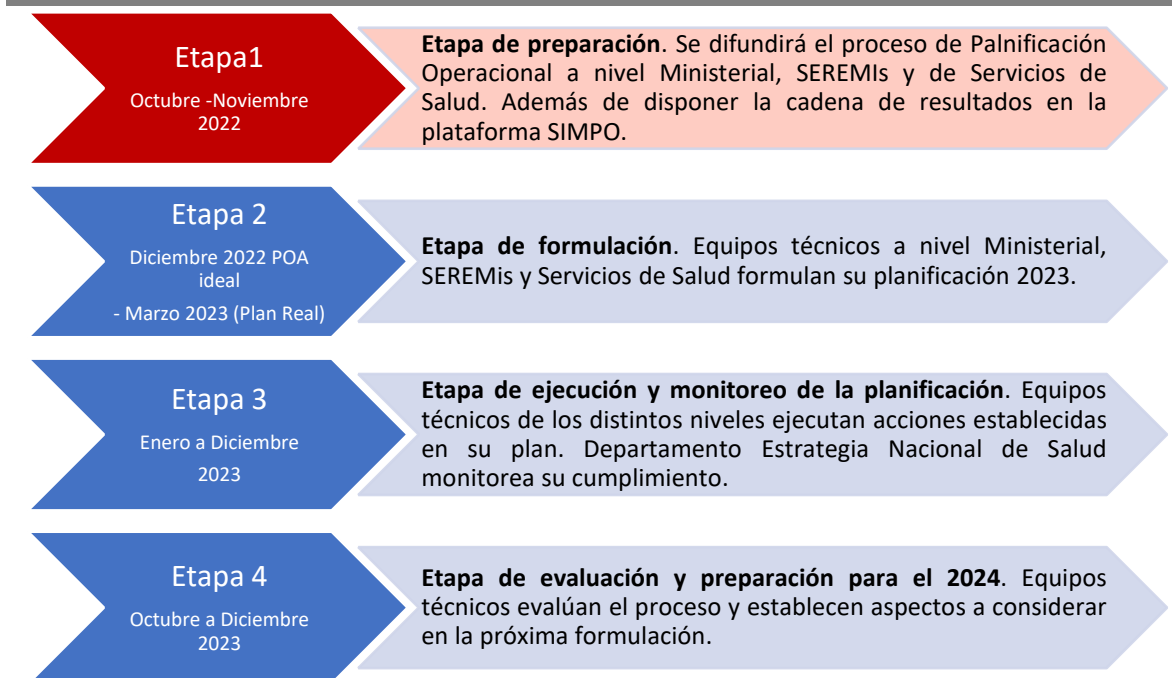 Etapa1
Octubre -Noviembre
2022
Etapa de preparación. Se difundirá el proceso de Palnificación
Operacional a nivel Ministerial, SEREMIs y de Servicios de
Salud. Además de disponer la cadena de resultados en la
plataforma SIMPO.
Etapa 2
Diciembre 2022 POA
ideal
- Marzo 2023 (Plan Real)
Etapa de formulación. Equipos técnicos a nivel Ministerial,
SEREMis y Servicios de Salud formulan su planificación 2023.
Etapa 3
Enero a Diciembre
2023
Etapa de ejecución y monitoreo de la planificación. Equipos
técnicos de los distintos niveles ejecutan acciones establecidas
en su plan. Departamento Estrategia Nacional de Salud
monitorea su cumplimiento.
Etapa 4
Octubre a Diciembre
2023
Etapa de evaluación y preparación para el 2024. Equipos
técnicos evalúan el proceso y establecen aspectos a considerar
en la próxima formulación.